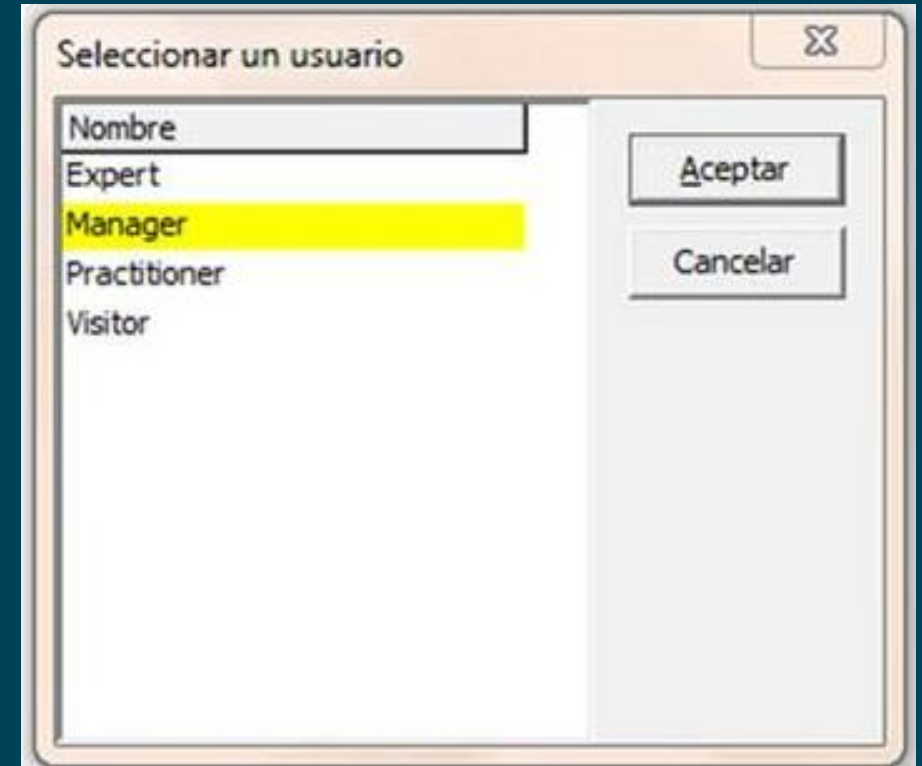 Seleccionar un usuario
Nombre
Expert
Manager
Practitioner
Visitor
Aceptar
Cancelar